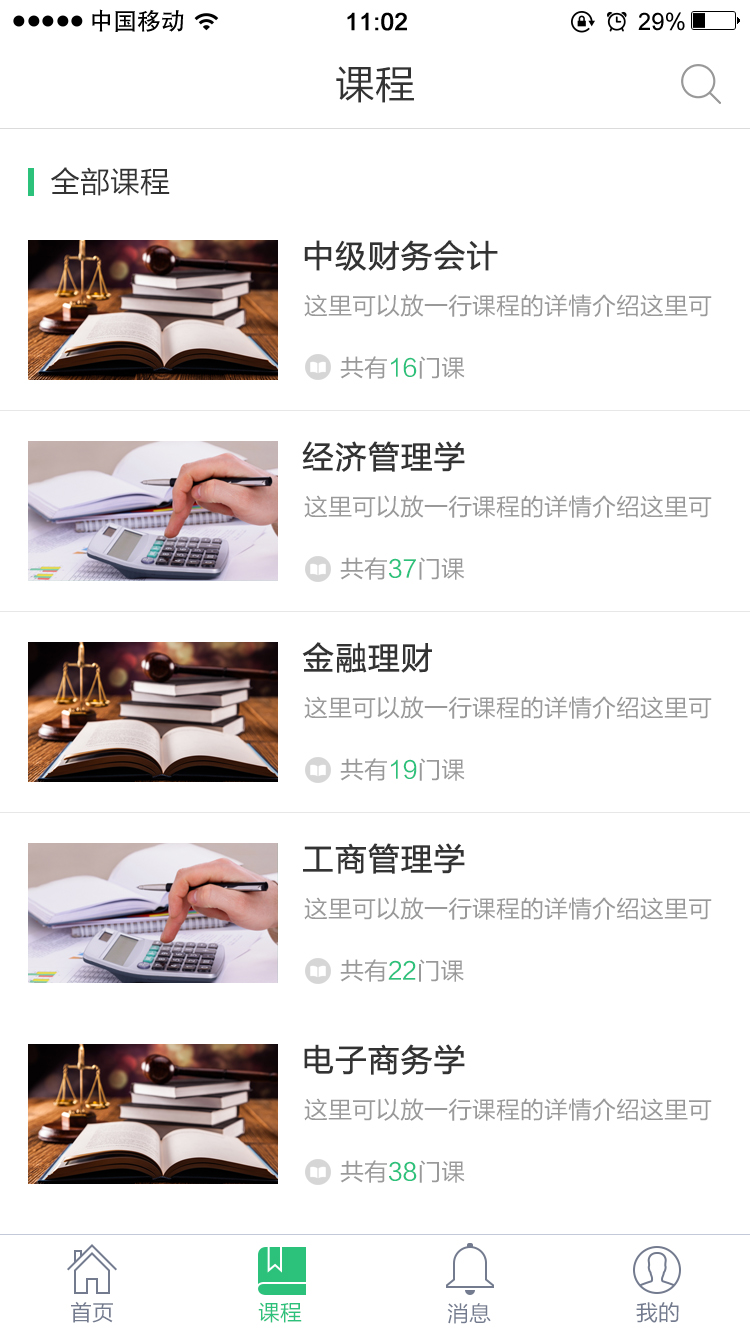 中国移动 11:02 29%
课程
全部课程
中级财务会计
这里可以放一行课程的详情介绍这里可
共有16门课
经济管理学
这里可以放一行课程的详情介绍这里可
共有37门课
金融理财
这里可以放一行课程的详情介绍这里可
共有19门课
工商管理学
这里可以放一行课程的详情介绍这里可
共有22门课
电子商务学
这里可以放一行课程的详情介绍这里可
共有38门课
首页 课程 消息 我的